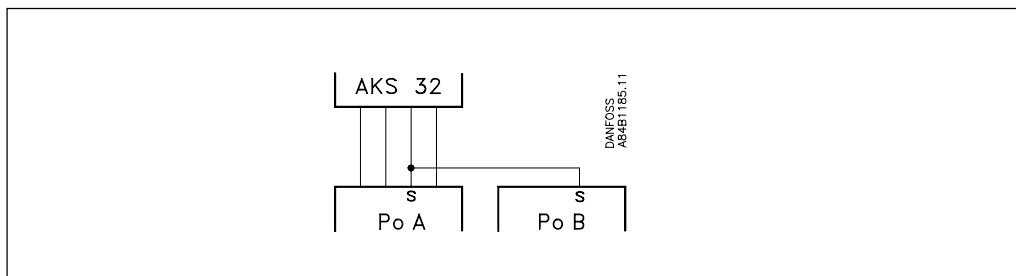 AKS 32
DANFOSS
A84B1185.11
s
Po A
s
Po B